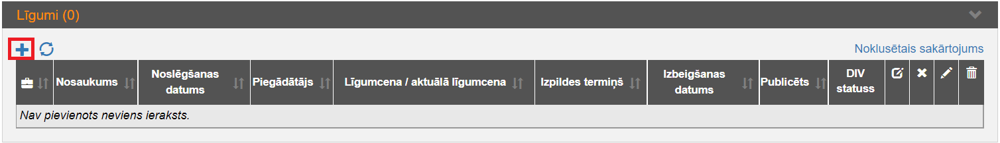 Līgumi (0)
Noklusētais sakārtojums
Nosaukums
Noslēgšanas
datums
Piegādātājs
Līgumcena / aktuālā līgumcena
Izpildes termiņš
Izbeigšanas
datums
Publicēts
DIV
statuss
Nav pievienots neviens ieraksts.